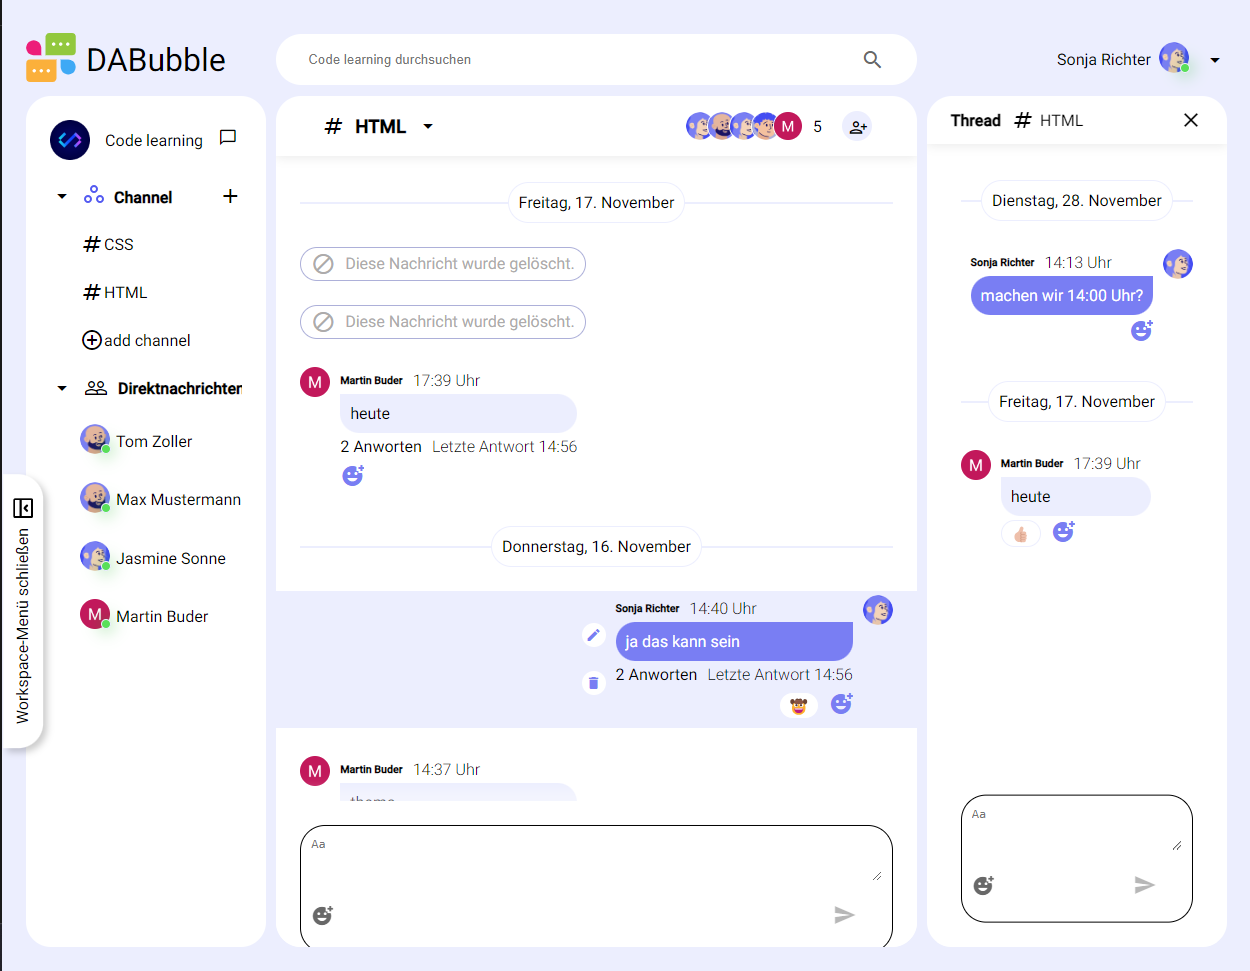 DABubble
Code learning durchsuchen
Sonja Richter
Code learning
Channel
# CSS
# HTML
add channel
Direktnachrichten
Tom Zoller
Max Mustermann
Jasmine Sonne
M
Martin Buder
Workspace-Menü schließen
# HTML
M
5
Freitag, 17. November
Diese Nachricht wurde gelöscht.
Diese Nachricht wurde gelöscht.
M
Martin Buder 17:39 Uhr
heute
2 Anworten Letzte Antwort 14:56
Donnerstag, 16. November
Sonja Richter 14:40 Uhr
ja das kann sein
2 Anworten Letzte Antwort 14:56
M
Martin Buder 14:37 Uhr
Aa
Thread # HTML
Dienstag, 28. November
Sonja Richter 14:13 Uhr
machen wir 14:00 Uhr?
Freitag, 17. November
M
Martin Buder 17:39 Uhr
heute
Aa